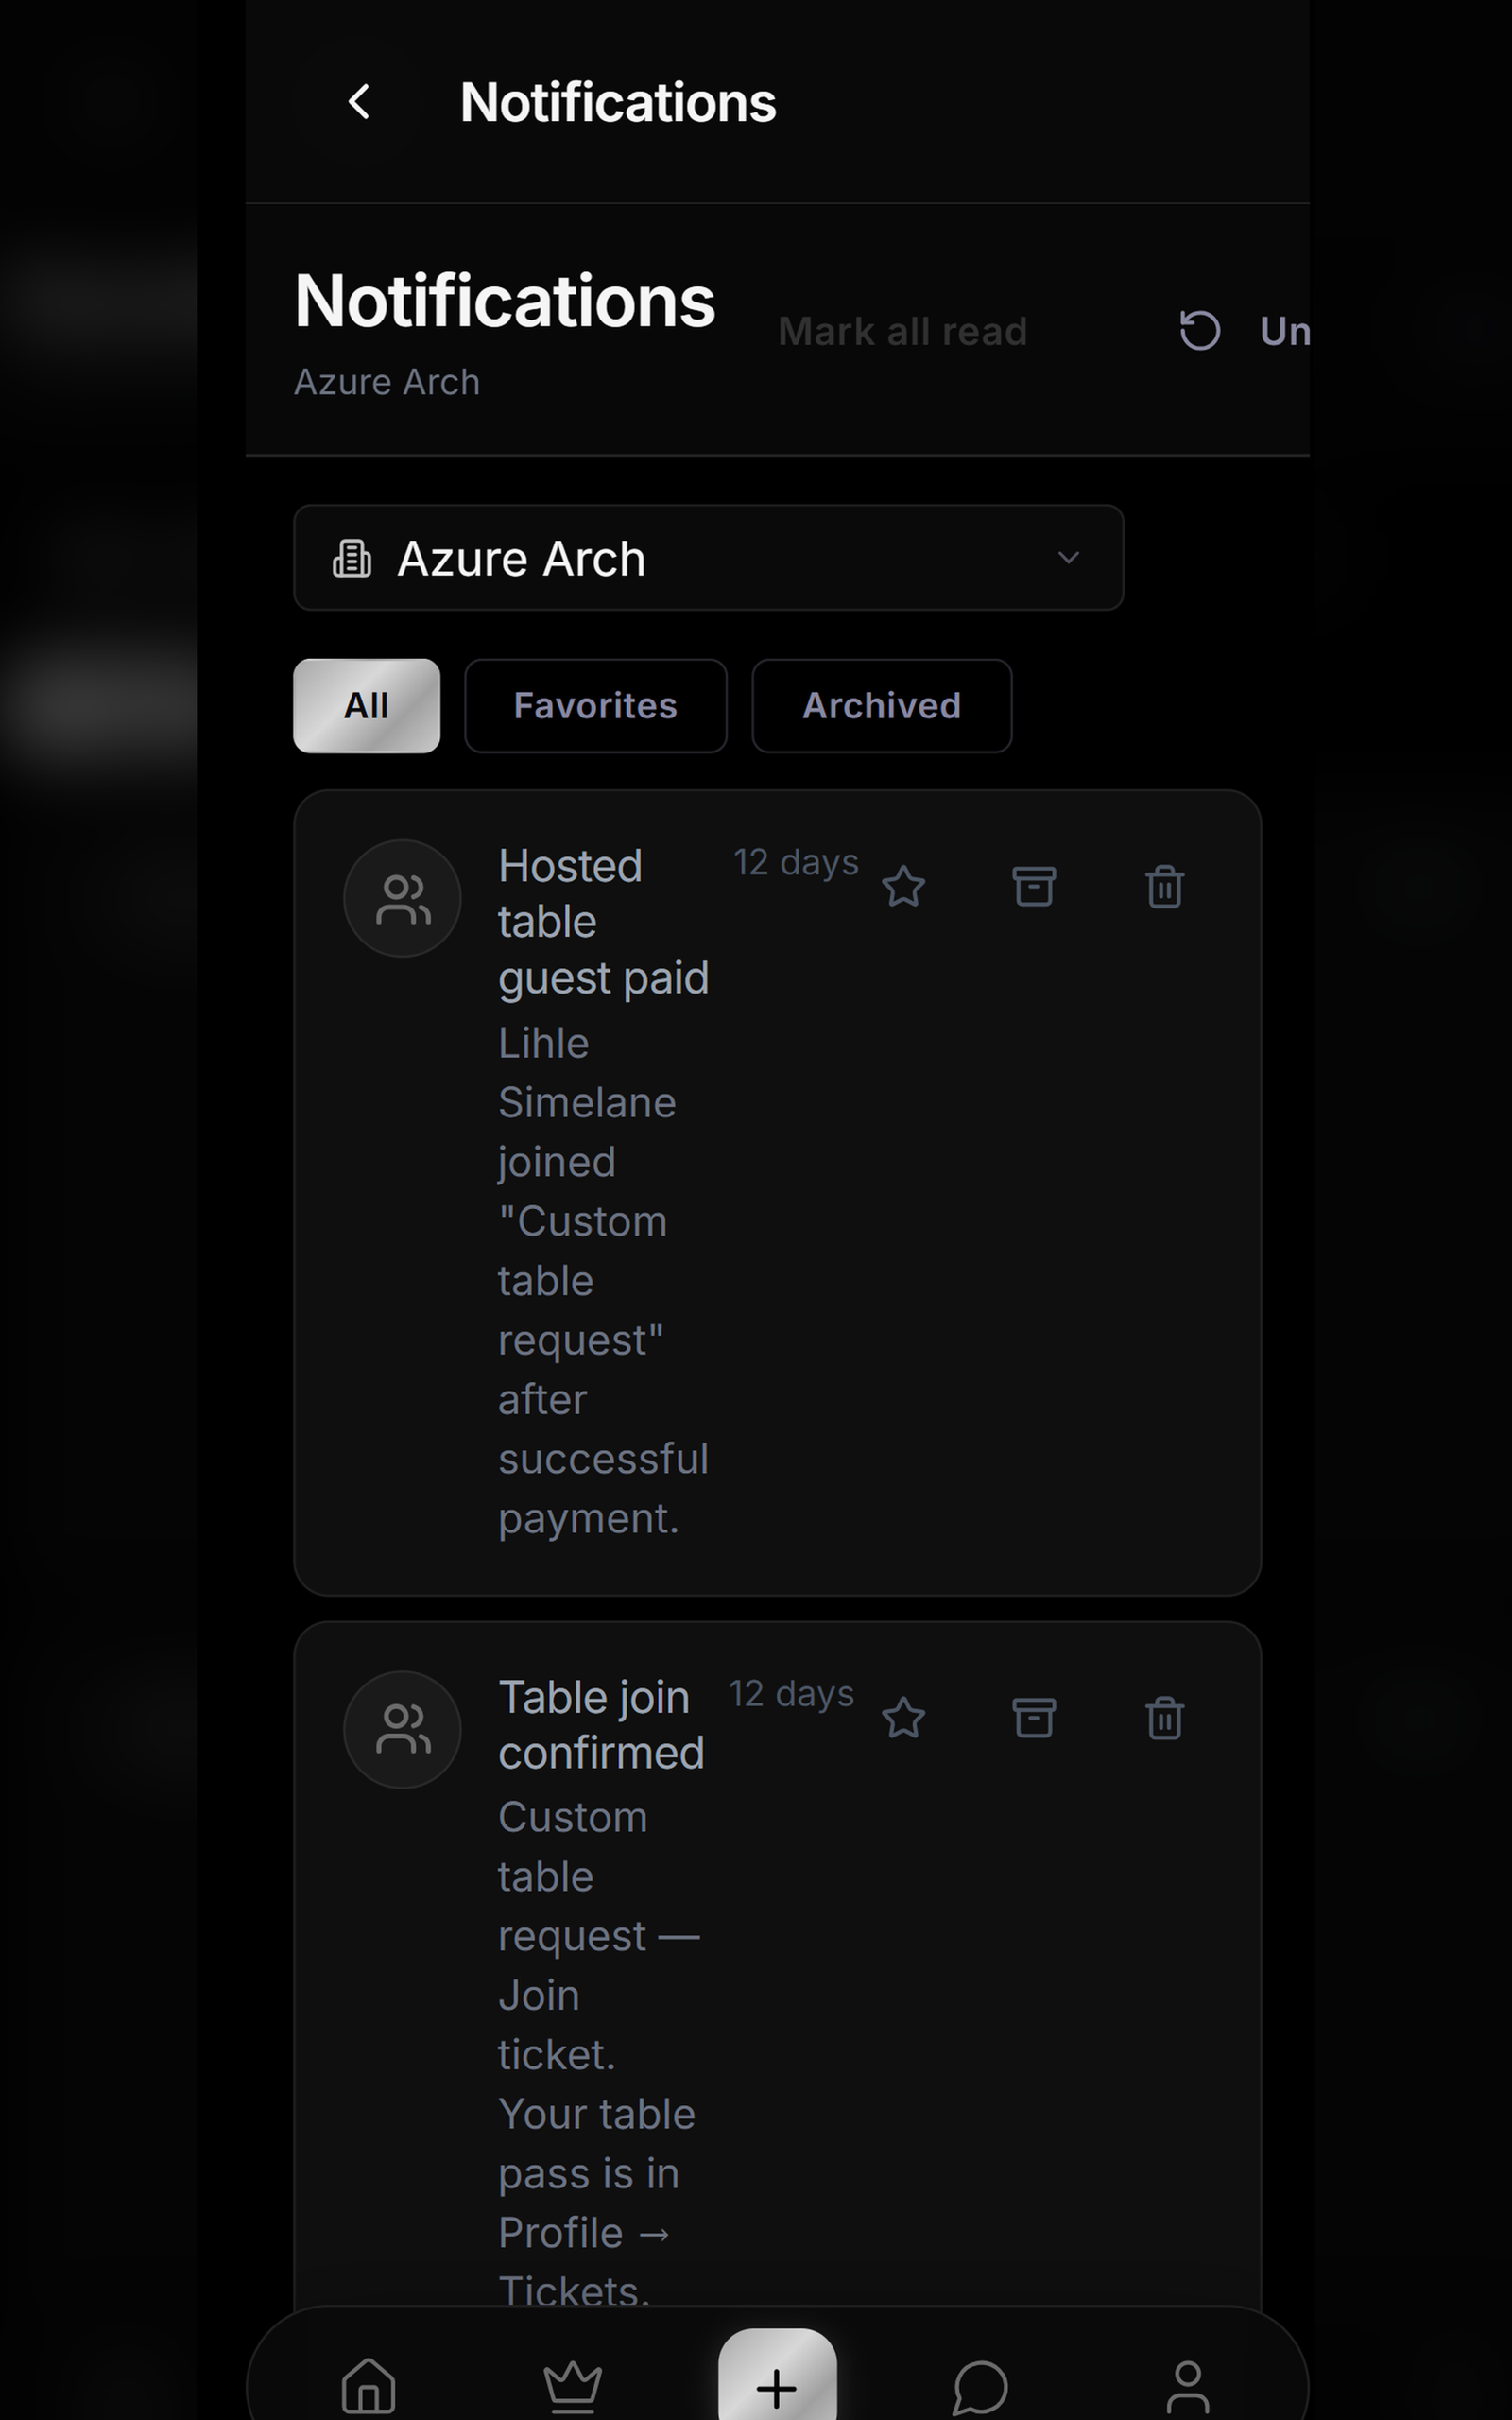 Notifications
Notifications
Mark all read
Un
Azure Arch
Azure Arch
All
Favorites
Archived
Hosted
table
guest paid
12 days
Lihle
Simelane
joined
"Custom
table
request"
after
successful
payment.
Table join
confirmed
12 days
Custom
table
request —
Join
ticket.
Your table
pass is in
Profile →
Tickets.